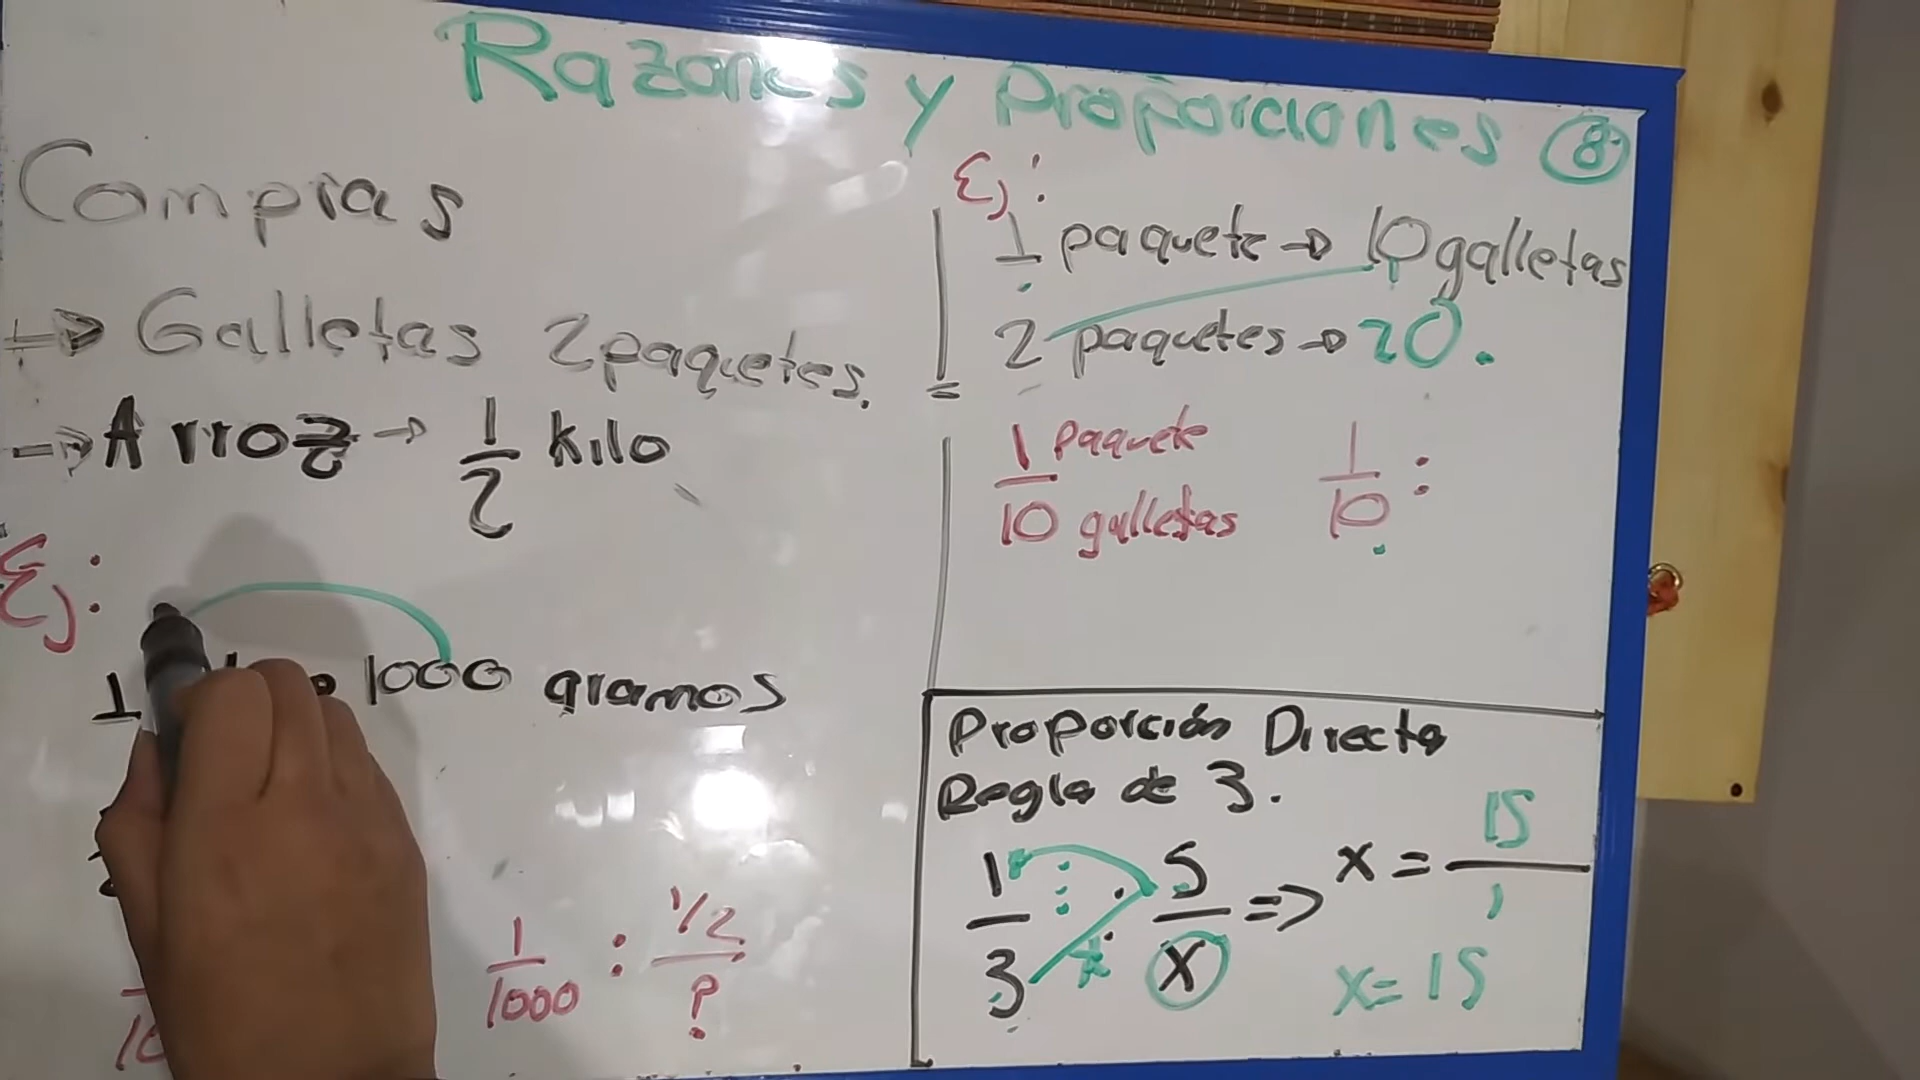 Razones y Proporciones 8
Compras
→ Galletas 2 paquetes.
→ Arroz → 1/2 kilo
Ej:
1 1000 gramos
1/1000 : 1/2/?
Ej:
1 paquete → 10 galletas
2 paquetes → 20.
1 paquete
10 galletas
1/10 :
Proporción Directa
Regla de 3.
1/3 :: 5/x => x = 15/1
x = 15